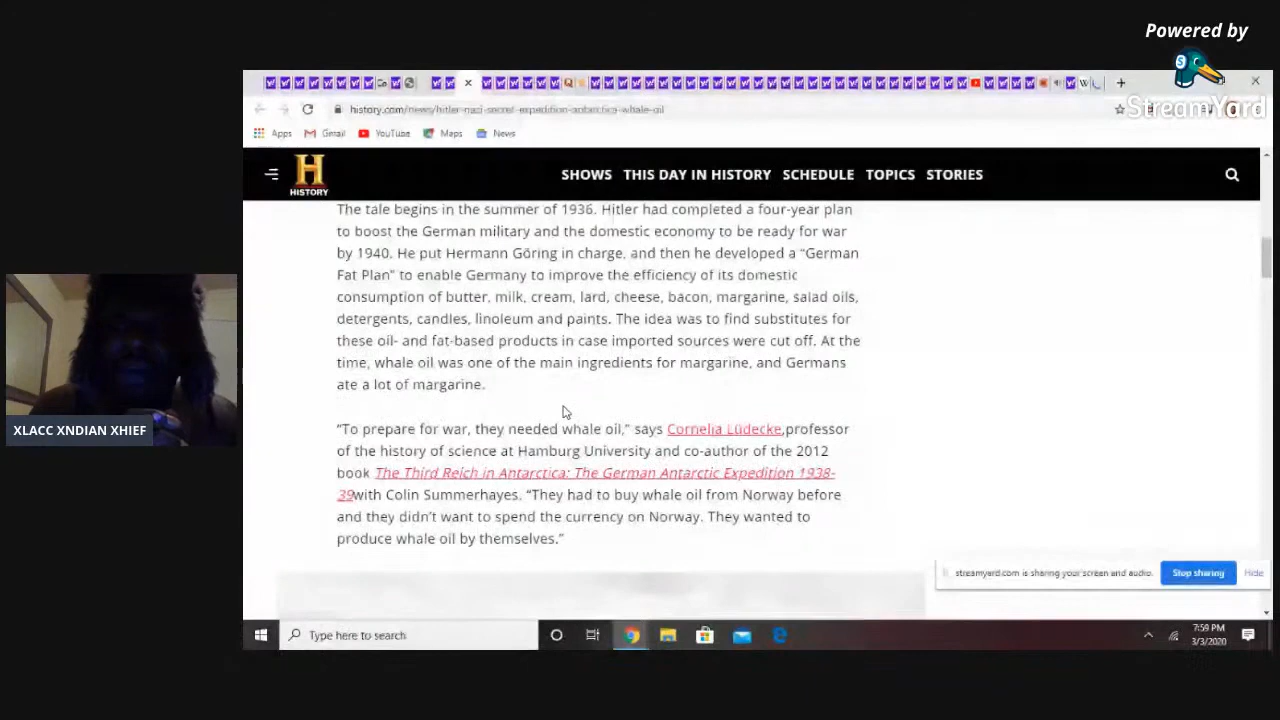 Powered by
StreamYard
history.com/news/hitler-nazi-secret-expedition-antarctica-whale-oil
Apps Gmail YouTube Maps News
H
HISTORY
SHOWS THIS DAY IN HISTORY SCHEDULE TOPICS STORIES
The tale begins in the summer of 1936. Hitler had completed a four-year plan
to boost the German military and the domestic economy to be ready for war
by 1940. He put Hermann Göring in charge, and then he developed a “German
Fat Plan” to enable Germany to improve the efficiency of its domestic
consumption of butter, milk, cream, lard, cheese, bacon, margarine, salad oils,
detergents, candles, linoleum and paints. The idea was to find substitutes for
these oil- and fat-based products in case imported sources were cut off. At the
time, whale oil was one of the main ingredients for margarine, and Germans
ate a lot of margarine.
“To prepare for war, they needed whale oil,” says Cornelia Lüdecke,professor
of the history of science at Hamburg University and co-author of the 2012
book The Third Reich in Antarctica: The German Antarctic Expedition 1938-
39with Colin Summerhayes. “They had to buy whale oil from Norway before
and they didn’t want to spend the currency on Norway. They wanted to
produce whale oil by themselves.”
XLACC XNDIAN XHIEF
streamyard.com is sharing your screen and audio. Stop sharing Hide
Type here to search
7:59 PM
3/3/2020